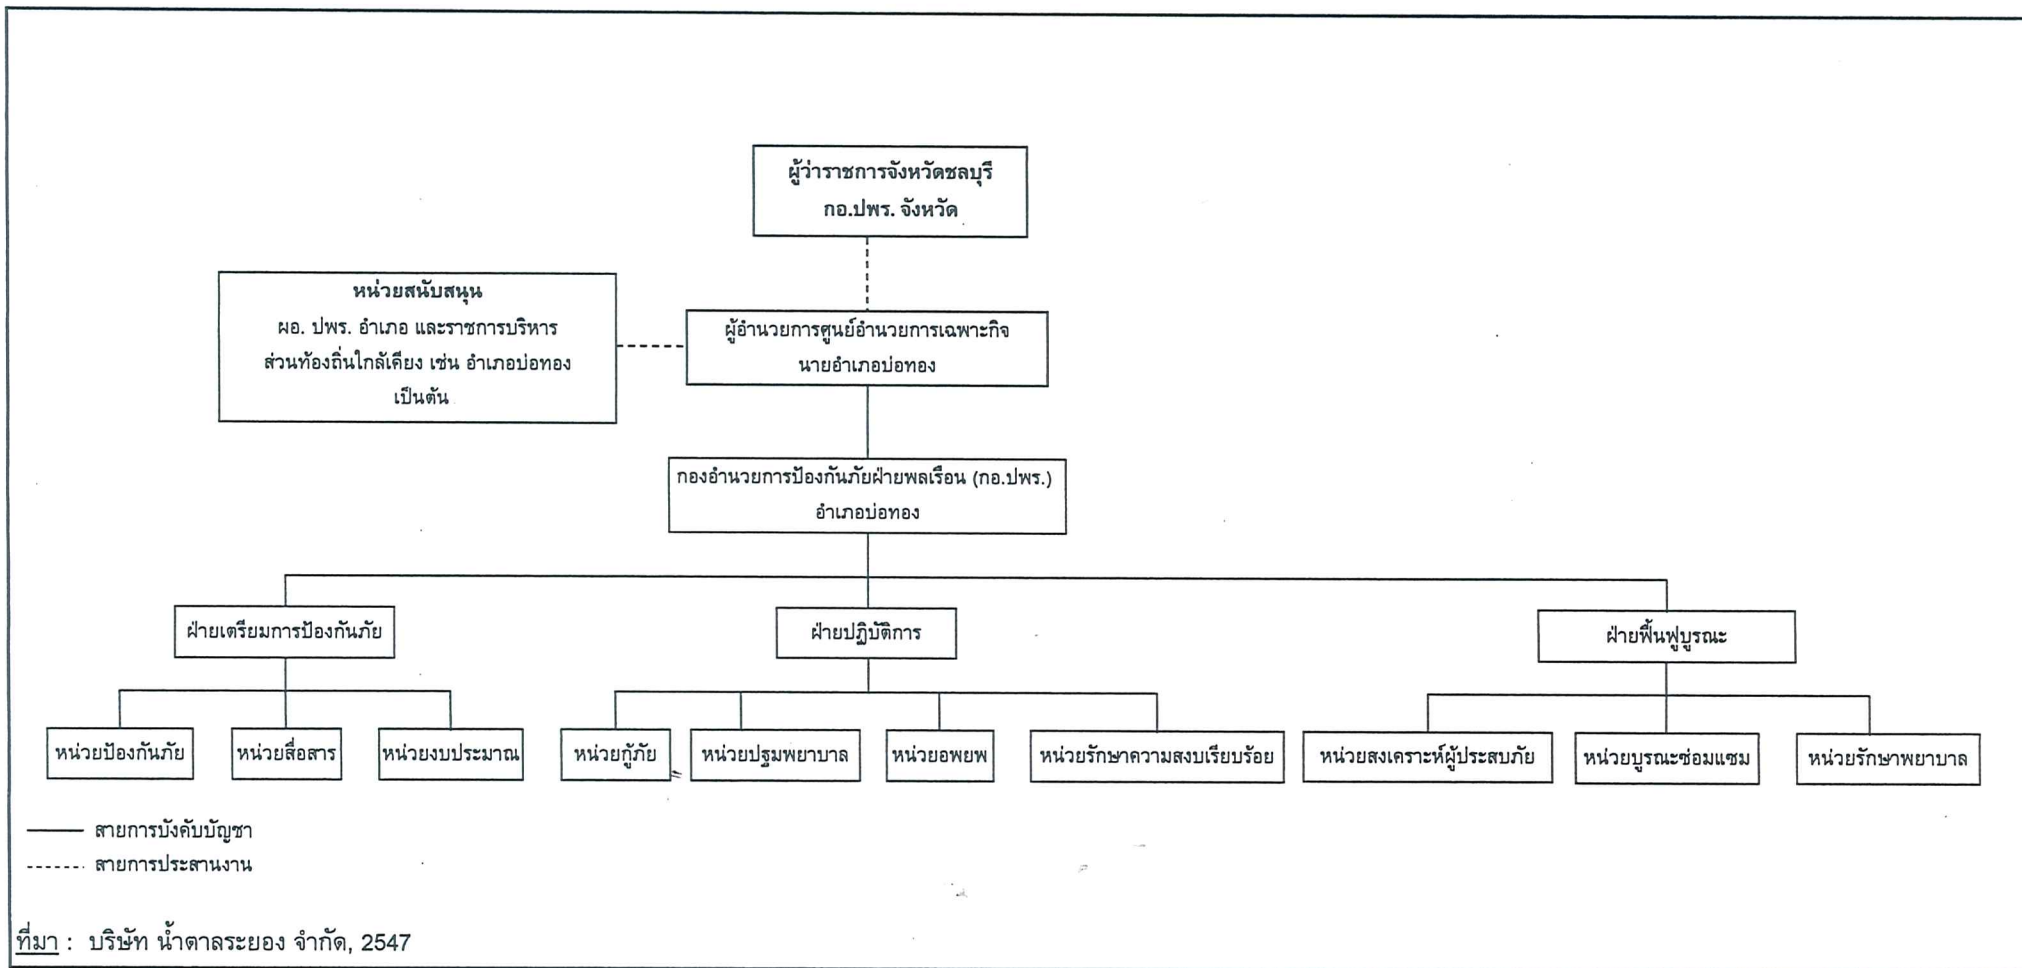 ผู้ว่าราชการจังหวัดชลบุรี
กอ.ปพร. จังหวัด
หน่วยสนับสนุน
ผอ. ปพร. อำเภอ และราชการบริหาร
ส่วนท้องถิ่นใกล้เคียง เช่น อำเภอบ่อทอง
เป็นต้น
ผู้อำนวยการศูนย์อำนวยการเฉพาะกิจ
นายอำเภอบ่อทอง
กองอำนวยการป้องกันภัยฝ่ายพลเรือน (กอ.ปพร.)
อำเภอบ่อทอง
ฝ่ายเตรียมการป้องกันภัย
ฝ่ายปฏิบัติการ
ฝ่ายฟื้นฟูบูรณะ
หน่วยป้องกันภัย
หน่วยสื่อสาร
หน่วยงบประมาณ
หน่วยกู้ภัย
หน่วยปฐมพยาบาล
หน่วยอพยพ
หน่วยรักษาความสงบเรียบร้อย
หน่วยสงเคราะห์ผู้ประสบภัย
หน่วยบูรณะซ่อมแซม
หน่วยรักษาพยาบาล
สายการบังคับบัญชา
สายการประสานงาน
ที่มา : บริษัท น้ำตาลระยอง จำกัด, 2547